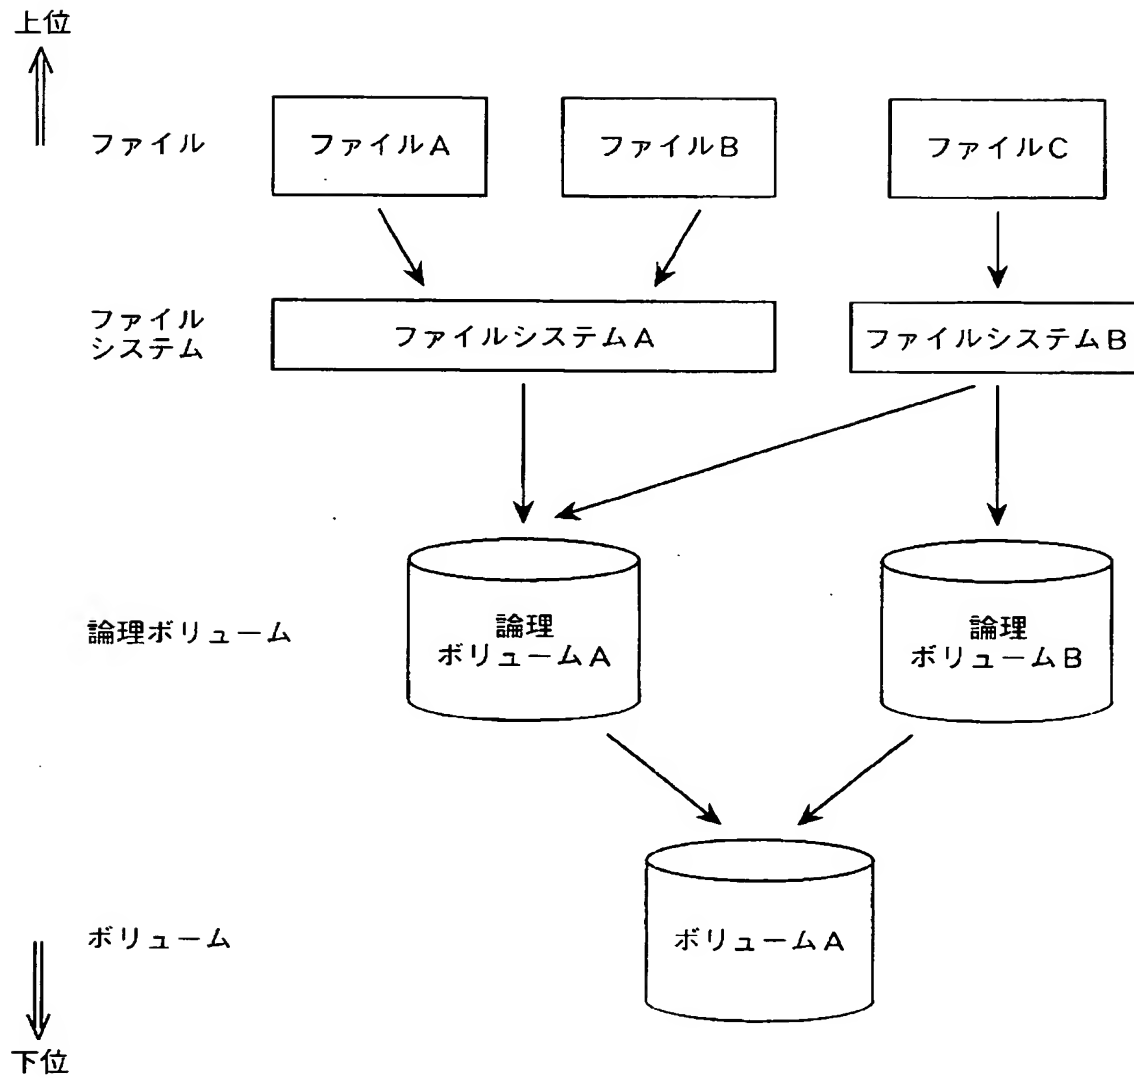 上位
ファイル
ファイルA
ファイルB
ファイルC
ファイル
システム
ファイルシステムA
ファイルシステムB
論理ボリューム
論理
ボリュームA
論理
ボリュームB
ボリューム
ボリュームA
下位